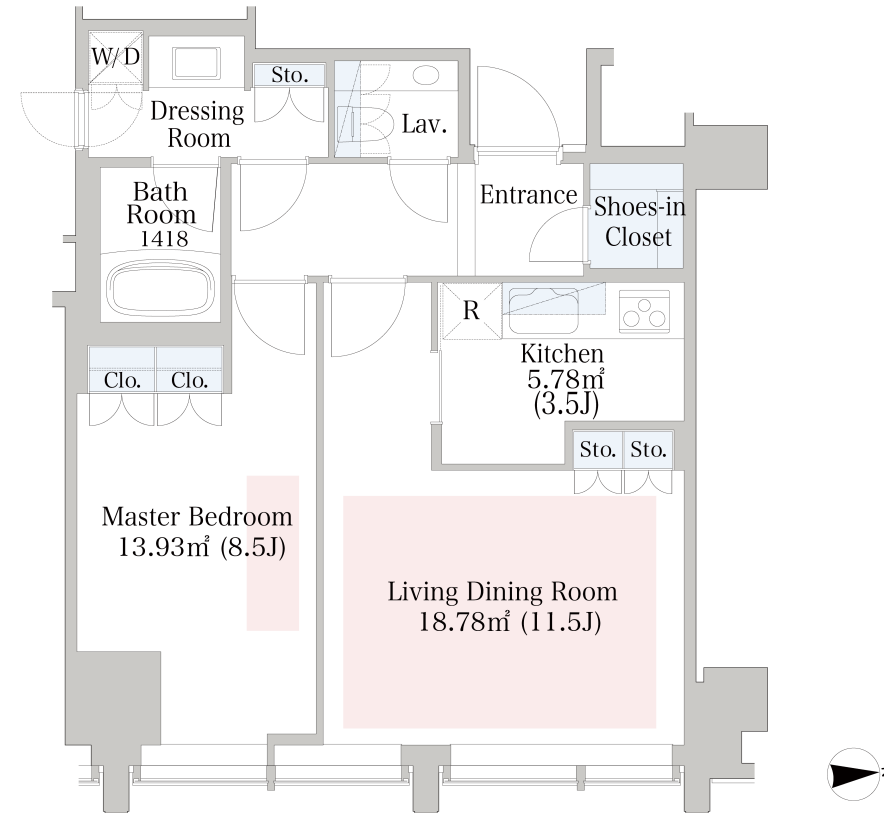 W/D
Sto.
Dressing
Room
Lav.
Bath
Room
1418
Entrance
Shoes-in
Closet
R
Kitchen
5.78㎡
(3.5J)
Clo.
Clo.
Sto.
Sto.
Master Bedroom
13.93㎡ (8.5J)
Living Dining Room
18.78㎡ (11.5J)